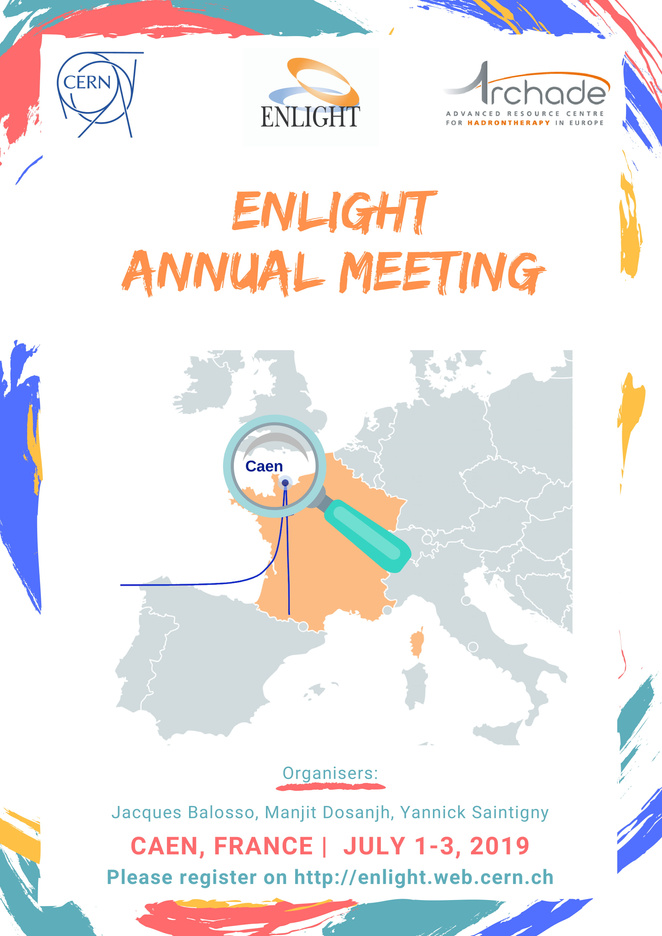 CERN
ENLIGHT
Archade
ADVANCED RESOURCE CENTRE
FOR HADRONTHERAPY IN EUROPE
ENLIGHT
ANNUAL MEETING
Caen
Organisers:
Jacques Balosso, Manjit Dosanjh, Yannick Saintigny
CAEN, FRANCE | JULY 1-3, 2019
Please register on http://enlight.web.cern.ch